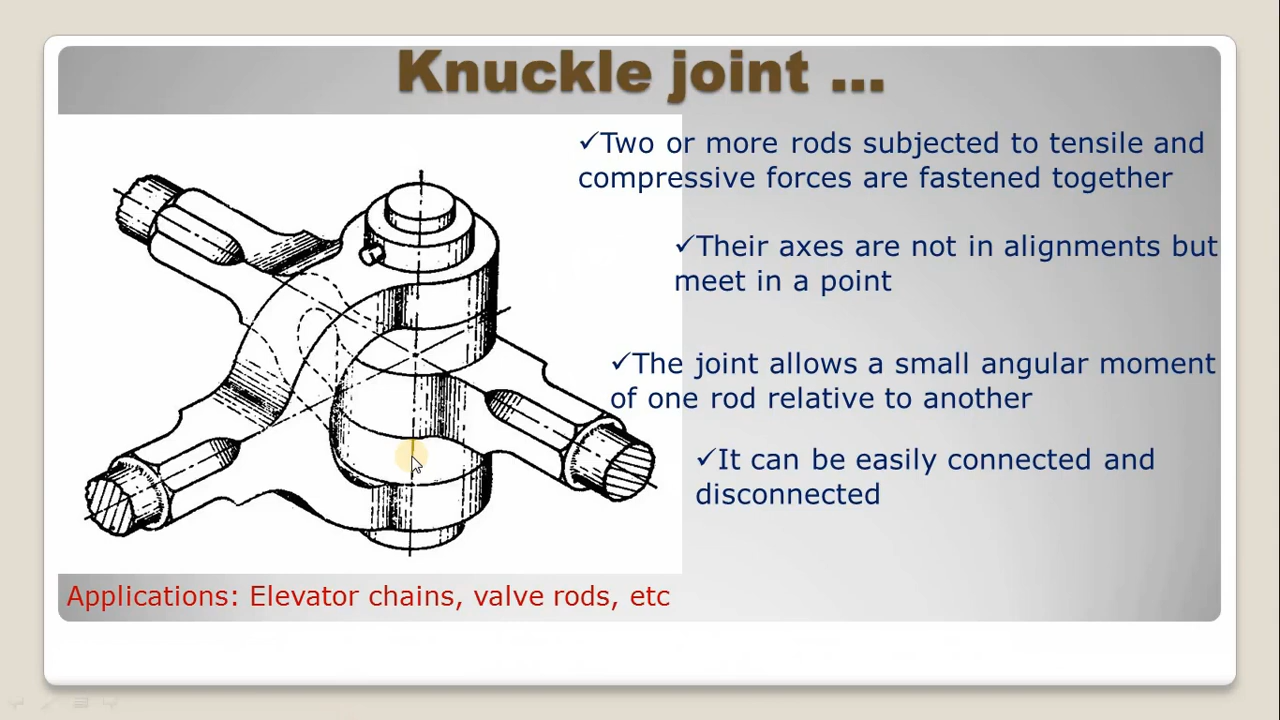 Knuckle joint ...
✓Two or more rods subjected to tensile and
compressive forces are fastened together
✓Their axes are not in alignments but
meet in a point
✓The joint allows a small angular moment
of one rod relative to another
✓It can be easily connected and
disconnected
Applications: Elevator chains, valve rods, etc